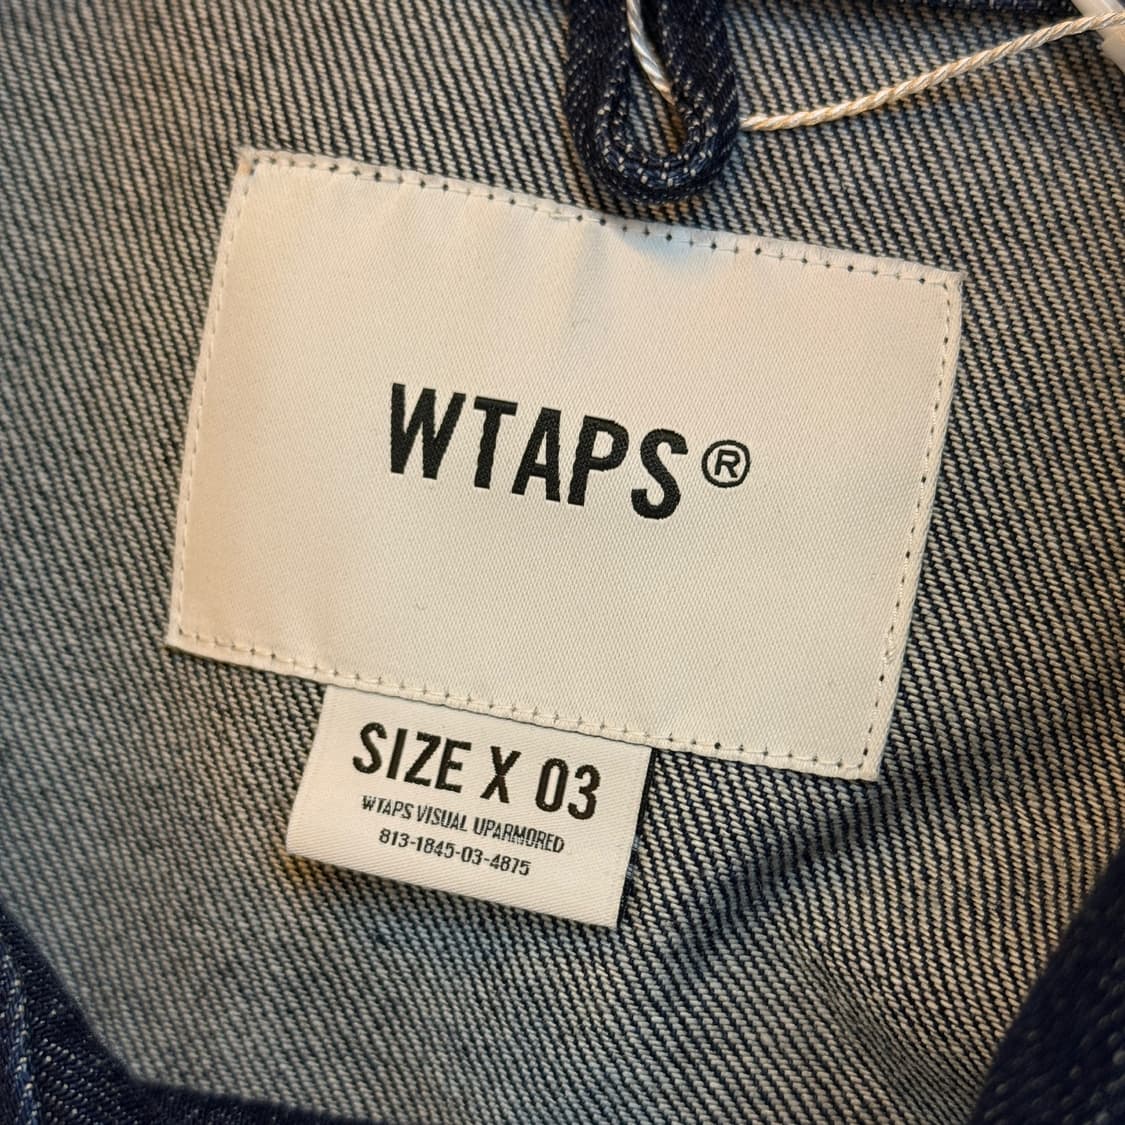 WTAPS®
SIZE X 03
WTAPS VISUAL UPARMORED
813-1845-03-4875